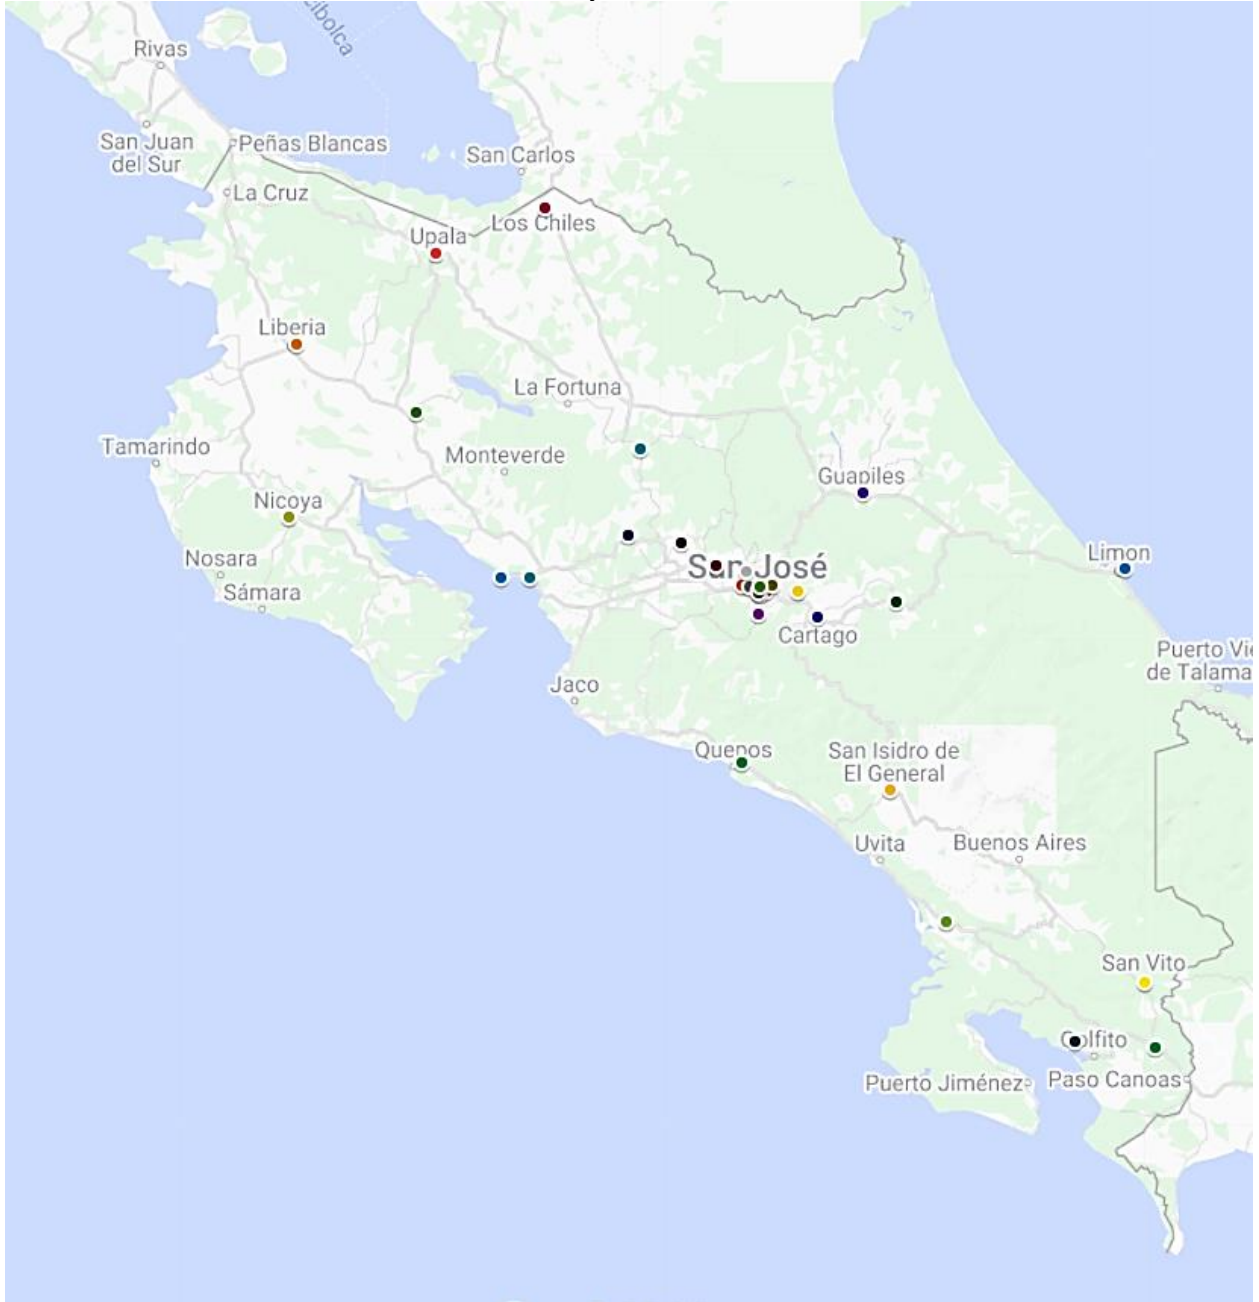 Rivas
San Juan
del Sur
Peñas Blancas
San Carlos
La Cruz
Los Chiles
Upala
Liberia
La Fortuna
Tamarindo
Monteverde
Guapiles
Nicoya
San José
Limon
Nosara
Sámara
Cartago
Puerto Vie
de Talama
Jaco
Quepos
San Isidro de
El General
Uvita
Buenos Aires
San Vito
Golfito
Puerto Jiménez
Paso Canoas